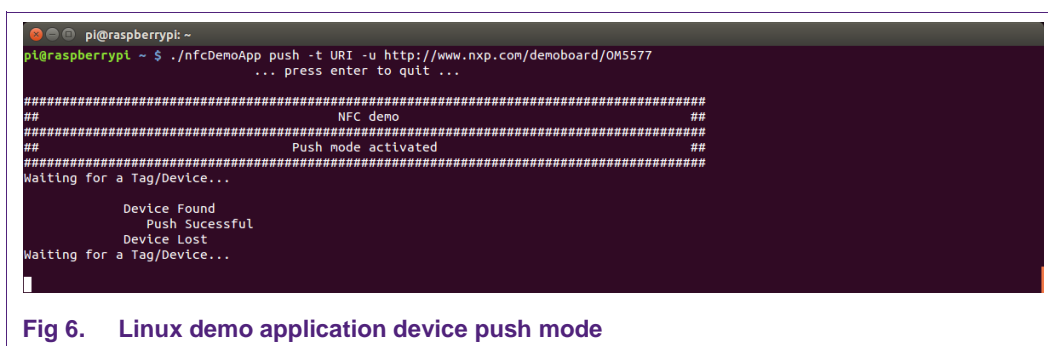 pi@raspberrypi: ~
pi@raspberrypi ~ $ ./nfcDemoApp push -t URI -u http://www.nxp.com/demoboard/OM5577
... press enter to quit ...
#########################################################################################
## NFC demo ##
#########################################################################################
## Push mode activated ##
#########################################################################################
Waiting for a Tag/Device...
Device Found
Push Sucessful
Device Lost
Waiting for a Tag/Device...
Fig 6. Linux demo application device push mode